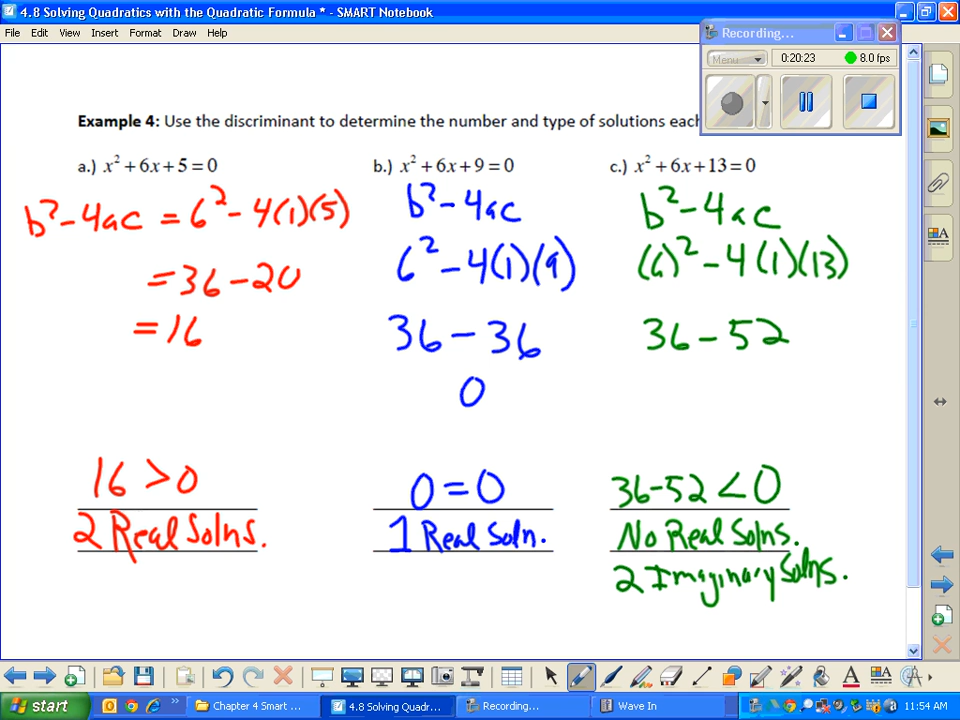 4.8 Solving Quadratics with the Quadratic Formula * - SMART Notebook
File Edit View Insert Format Draw Help
Recording...
Menu 0:20:23 8.0 fps
Example 4: Use the discriminant to determine the number and type of solutions each
a.) x² + 6x + 5 = 0 b.) x² + 6x + 9 = 0 c.) x² + 6x + 13 = 0
b² - 4ac = 6² - 4(1)(5)
= 36 - 20
= 16
16 > 0
2 Real Solns.
b² - 4ac
6² - 4(1)(9)
36 - 36
0
0 = 0
1 Real Soln.
b² - 4ac
(6)² - 4(1)(13)
36 - 52
36-52 < 0
No Real Solns.
2 Imaginary Solns.
start Chapter 4 Smart ... 4.8 Solving Quadr... Recording... Wave In 11:54 AM